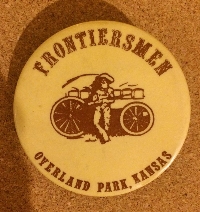 FRONTIERSMEN
OVERLAND PARK, KANSAS